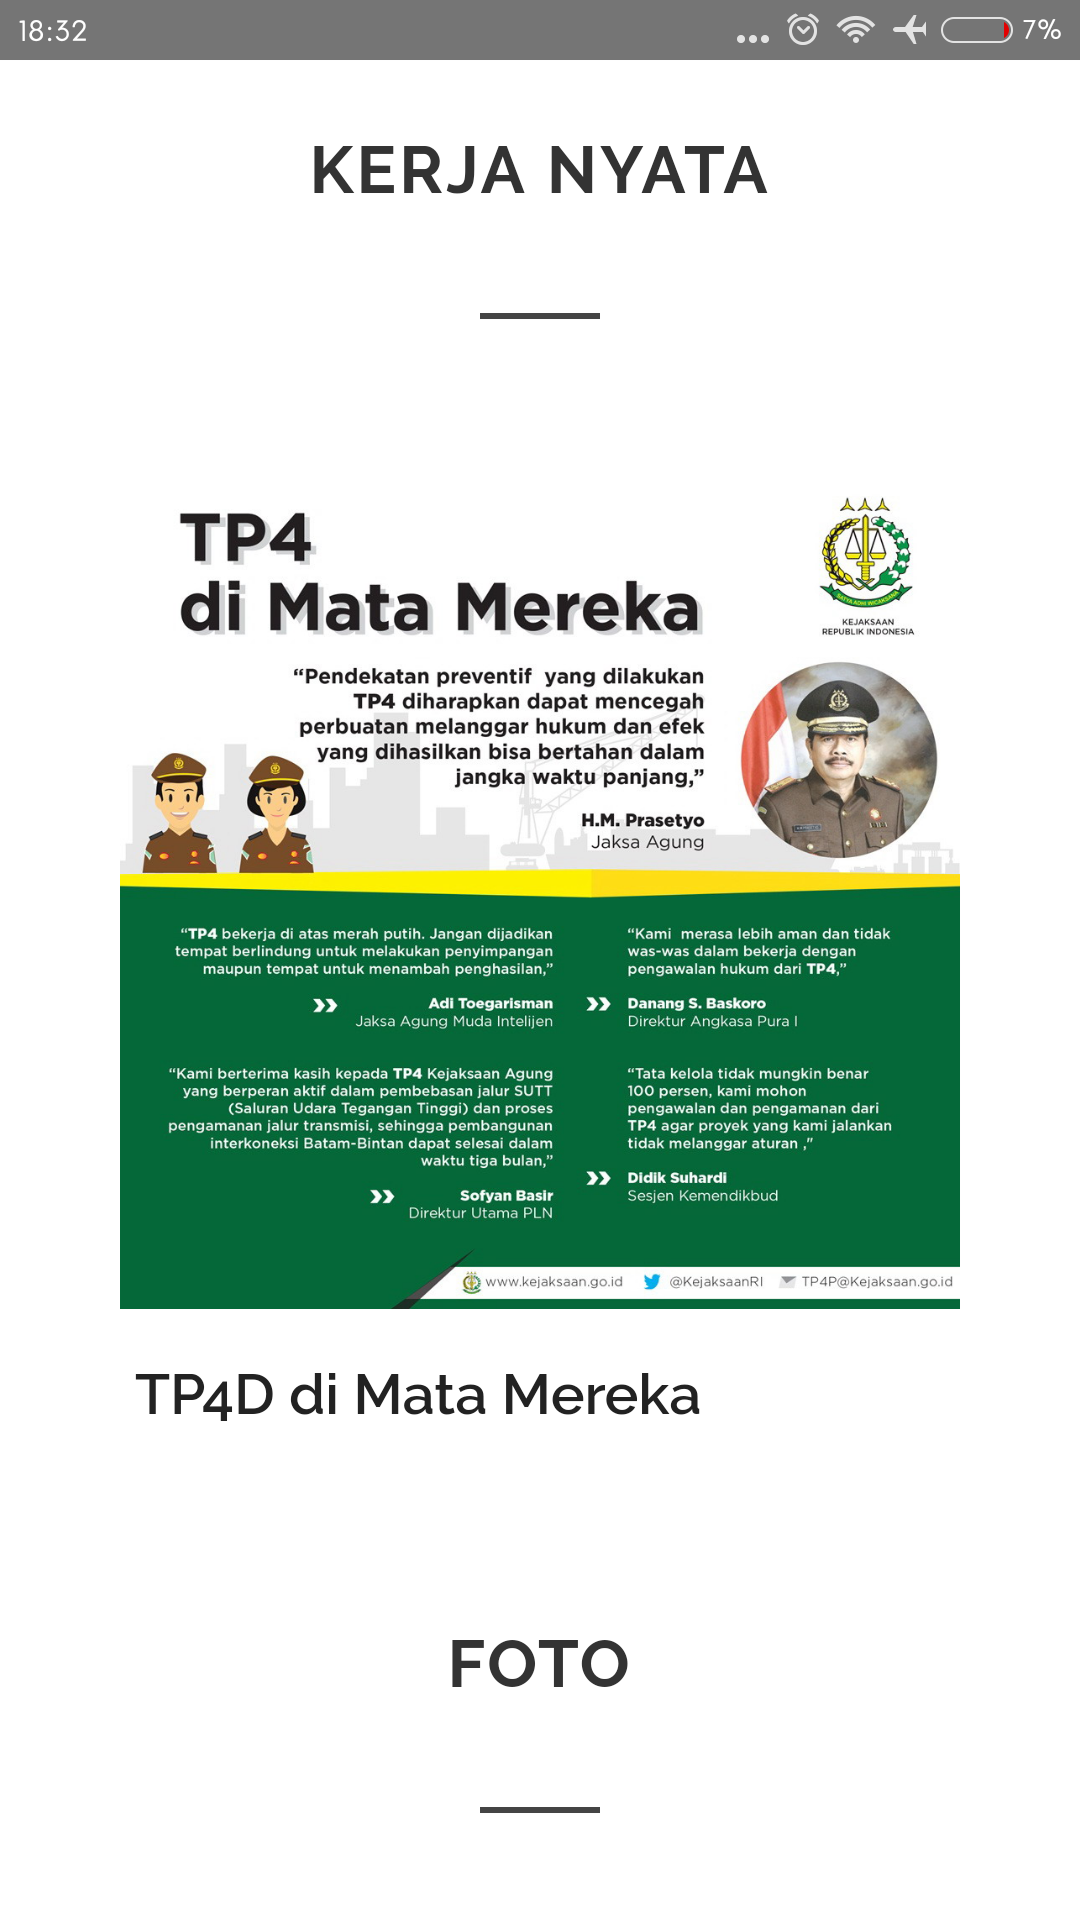 18:32
7%
KERJA NYATA
TP4
di Mata Mereka
SATYA ADHI WICAKSANA
KEJAKSAAN
REPUBLIK INDONESIA
“Pendekatan preventif yang dilakukan
TP4 diharapkan dapat mencegah
perbuatan melanggar hukum dan efek
yang dihasilkan bisa bertahan dalam
jangka waktu panjang,”
H.M. Prasetyo
Jaksa Agung
“TP4 bekerja di atas merah putih. Jangan dijadikan
tempat berlindung untuk melakukan penyimpangan
maupun tempat untuk menambah penghasilan,”
Adi Toegarisman
Jaksa Agung Muda Intelijen
“Kami merasa lebih aman dan tidak
was-was dalam bekerja dengan
pengawalan hukum dari TP4,”
Danang S. Baskoro
Direktur Angkasa Pura I
“Kami berterima kasih kepada TP4 Kejaksaan Agung
yang berperan aktif dalam pembebasan jalur SUTT
(Saluran Udara Tegangan Tinggi) dan proses
pengamanan jalur transmisi, sehingga pembangunan
interkoneksi Batam-Bintan dapat selesai dalam
waktu tiga bulan,”
Sofyan Basir
Direktur Utama PLN
“Tata kelola tidak mungkin benar
100 persen, kami mohon
pengawalan dan pengamanan dari
TP4 agar proyek yang kami jalankan
tidak melanggar aturan ,"
Didik Suhardi
Sesjen Kemendikbud
www.kejaksaan.go.id @KejaksaanRI TP4P@Kejaksaan.go.id
TP4D di Mata Mereka
FOTO